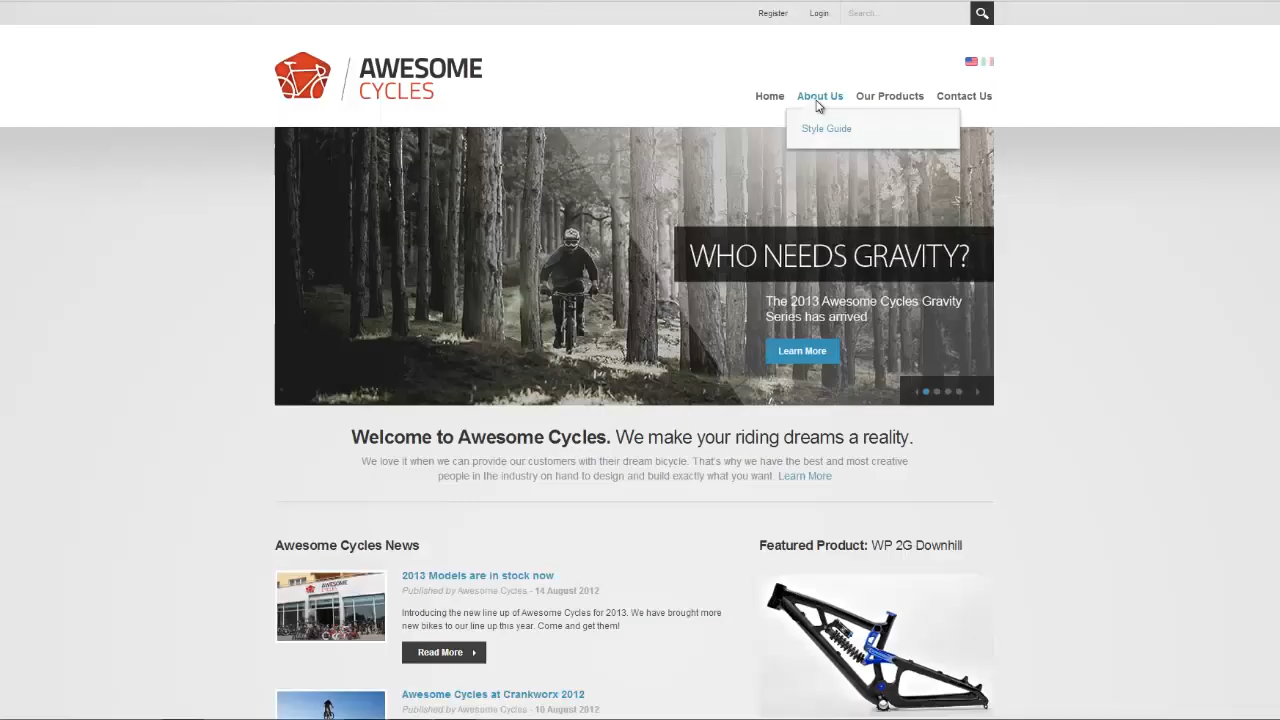 Register Login Search...
AWESOME
CYCLES
Home About Us Our Products Contact Us
Style Guide
WHO NEEDS GRAVITY?
The 2013 Awesome Cycles Gravity
Series has arrived
Learn More
Welcome to Awesome Cycles. We make your riding dreams a reality.
We love it when we can provide our customers with their dream bicycle. That's why we have the best and most creative
people in the industry on hand to design and build exactly what you want. Learn More
Awesome Cycles News
Featured Product: WP 2G Downhill
AWESOME
CYCLES
2013 Models are in stock now
Published by Awesome Cycles - 14 August 2012
Introducing the new line up of Awesome Cycles for 2013. We have brought more
new bikes to our line up this year. Come and get them!
Read More
Awesome Cycles at Crankworx 2012
Published by Awesome Cycles - 10 August 2012